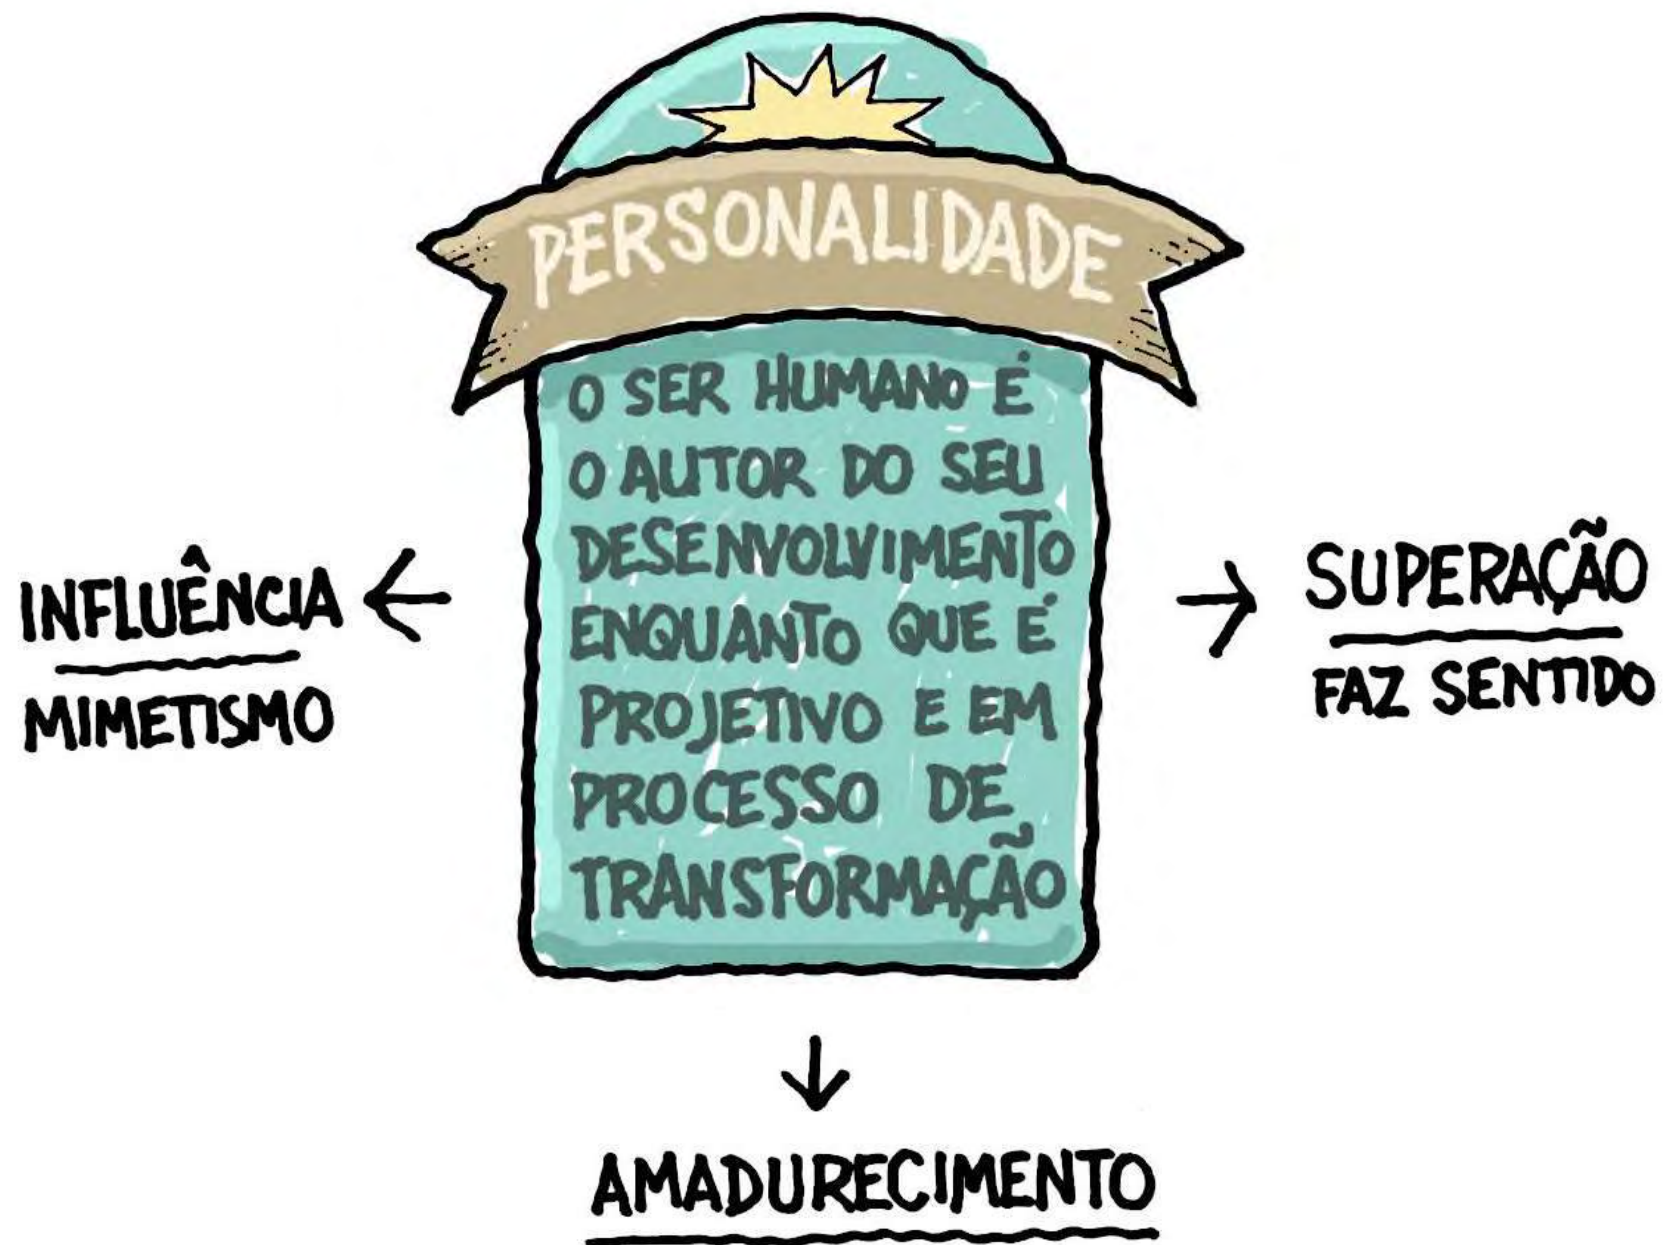 PERSONALIDADE
O SER HUMANO É
O AUTOR DO SEU
DESENVOLVIMENTO
ENQUANTO QUE É
PROJETIVO E EM
PROCESSO DE
TRANSFORMAÇÃO
INFLUÊNCIA
MIMETISMO
SUPERAÇÃO
FAZ SENTIDO
AMADURECIMENTO